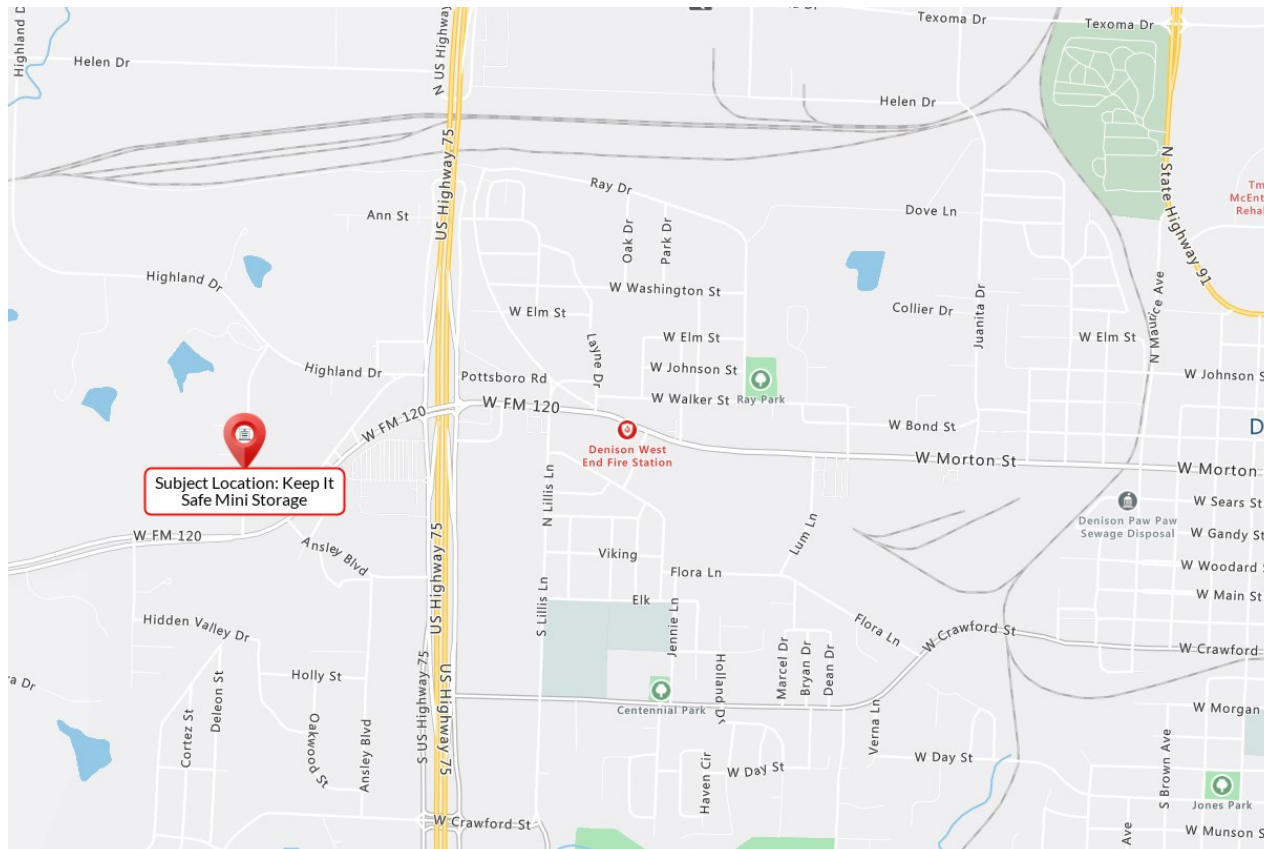 Highland D
Texoma Dr
Texoma Dr
Helen Dr
N US Highway
Helen Dr
US Highway 75
N State Highway 91
Ray Dr
Tm
McEnt
Reha
Ann St
Dove Ln
Oak Dr
Park Dr
Highland Dr
W Washington St
N Maurice Ave
W Elm St
Collier Dr
Juanita Dr
Layne Dr
W Elm St
W Elm St
Highland Dr
Pottsboro Rd
W Johnson St
W Johnson S
W FM 120
W FM 120
W Walker St
Ray Park
W Bond St
D
Denison West
End Fire Station
W Morton St
W Morton
Subject Location: Keep It
Safe Mini Storage
N Lillis Ln
W Sears St
Denison Paw Paw
Sewage Disposal
W FM 120
Ansley Blvd
US Highway 75
Lum Ln
W Gandy St
Viking
Flora Ln
W Woodard S
Elk
W Main St
S Lillis Ln
Jennie Ln
Hidden Valley Dr
Flora Ln
W Crawford St
W Crawford
Holly St
S US Highway 75
US Highway 75
Holland Dr
Marcel Dr
Bryan Dr
Dean Dr
a Dr
Cortez St
Deleon St
Oakwood St
Ansley Blvd
Centennial Park
Verna Ln
W Morgan
Haven Cir
W Day St
W Day St
S Brown Ave
Jones Park
W Crawford St
Ave
W Munson S